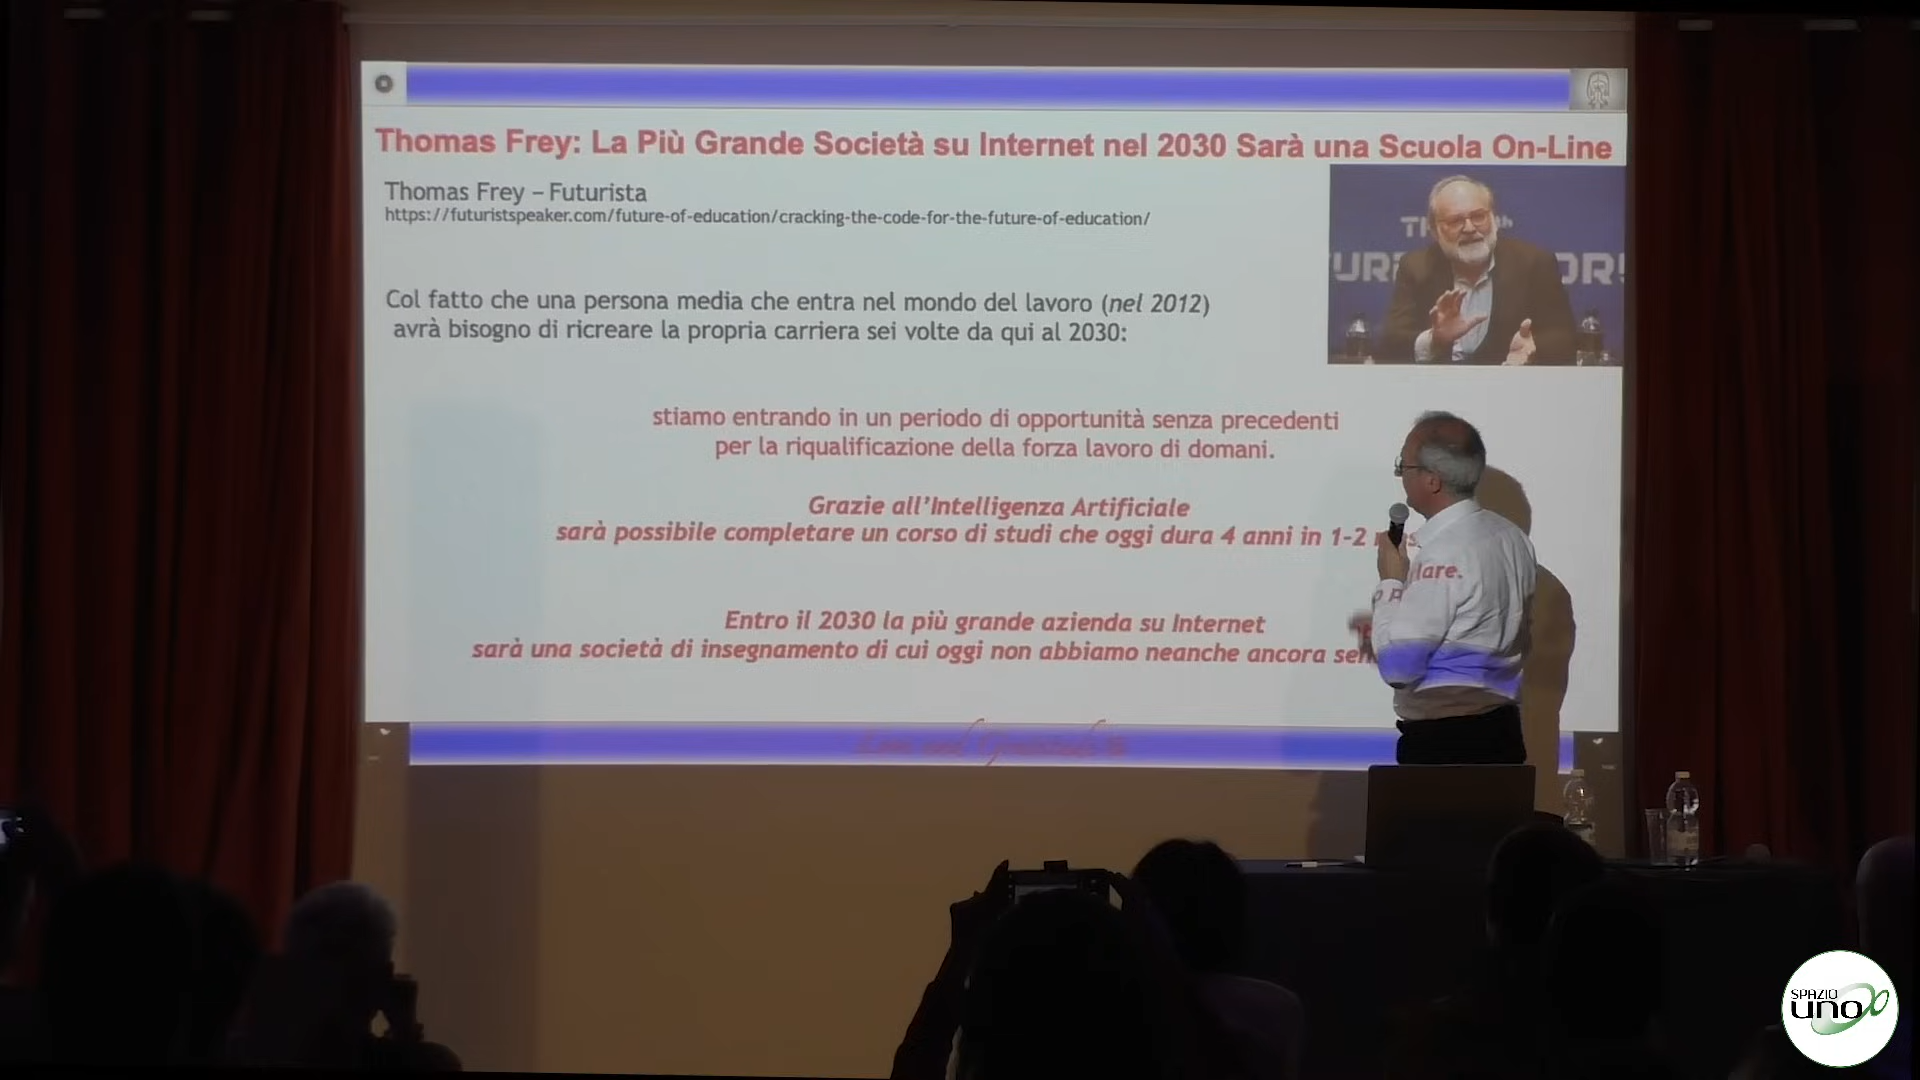 Thomas Frey: La Più Grande Società su Internet nel 2030 Sarà una Scuola On-Line
Thomas Frey – Futurista
https://futuristspeaker.com/future-of-education/cracking-the-code-for-the-future-of-education/
Col fatto che una persona media che entra nel mondo del lavoro (nel 2012)
avrà bisogno di ricreare la propria carriera sei volte da qui al 2030:
stiamo entrando in un periodo di opportunità senza precedenti
per la riqualificazione della forza lavoro di domani.
Grazie all'Intelligenza Artificiale
sarà possibile completare un corso di studi che oggi dura 4 anni in 1-2
lare.
Entro il 2030 la più grande azienda su Internet
sarà una società di insegnamento di cui oggi non abbiamo neanche ancora
SPAZIO
uno